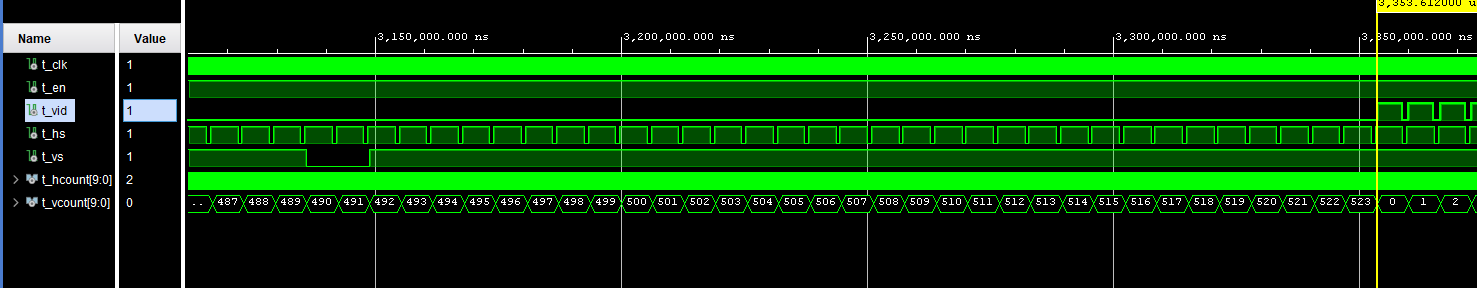 3,353.612000 u
Name Value 3,150,000.000 ns 3,200,000.000 ns 3,250,000.000 ns 3,300,000.000 ns 3,350,000.000 ns
t_clk 1
t_en 1
t_vid 1
t_hs 1
t_vs 1
t_hcount[9:0] 2
t_vcount[9:0] 0 .. 487 488 489 490 491 492 493 494 495 496 497 498 499 500 501 502 503 504 505 506 507 508 509 510 511 512 513 514 515 516 517 518 519 520 521 522 523 0 1 2